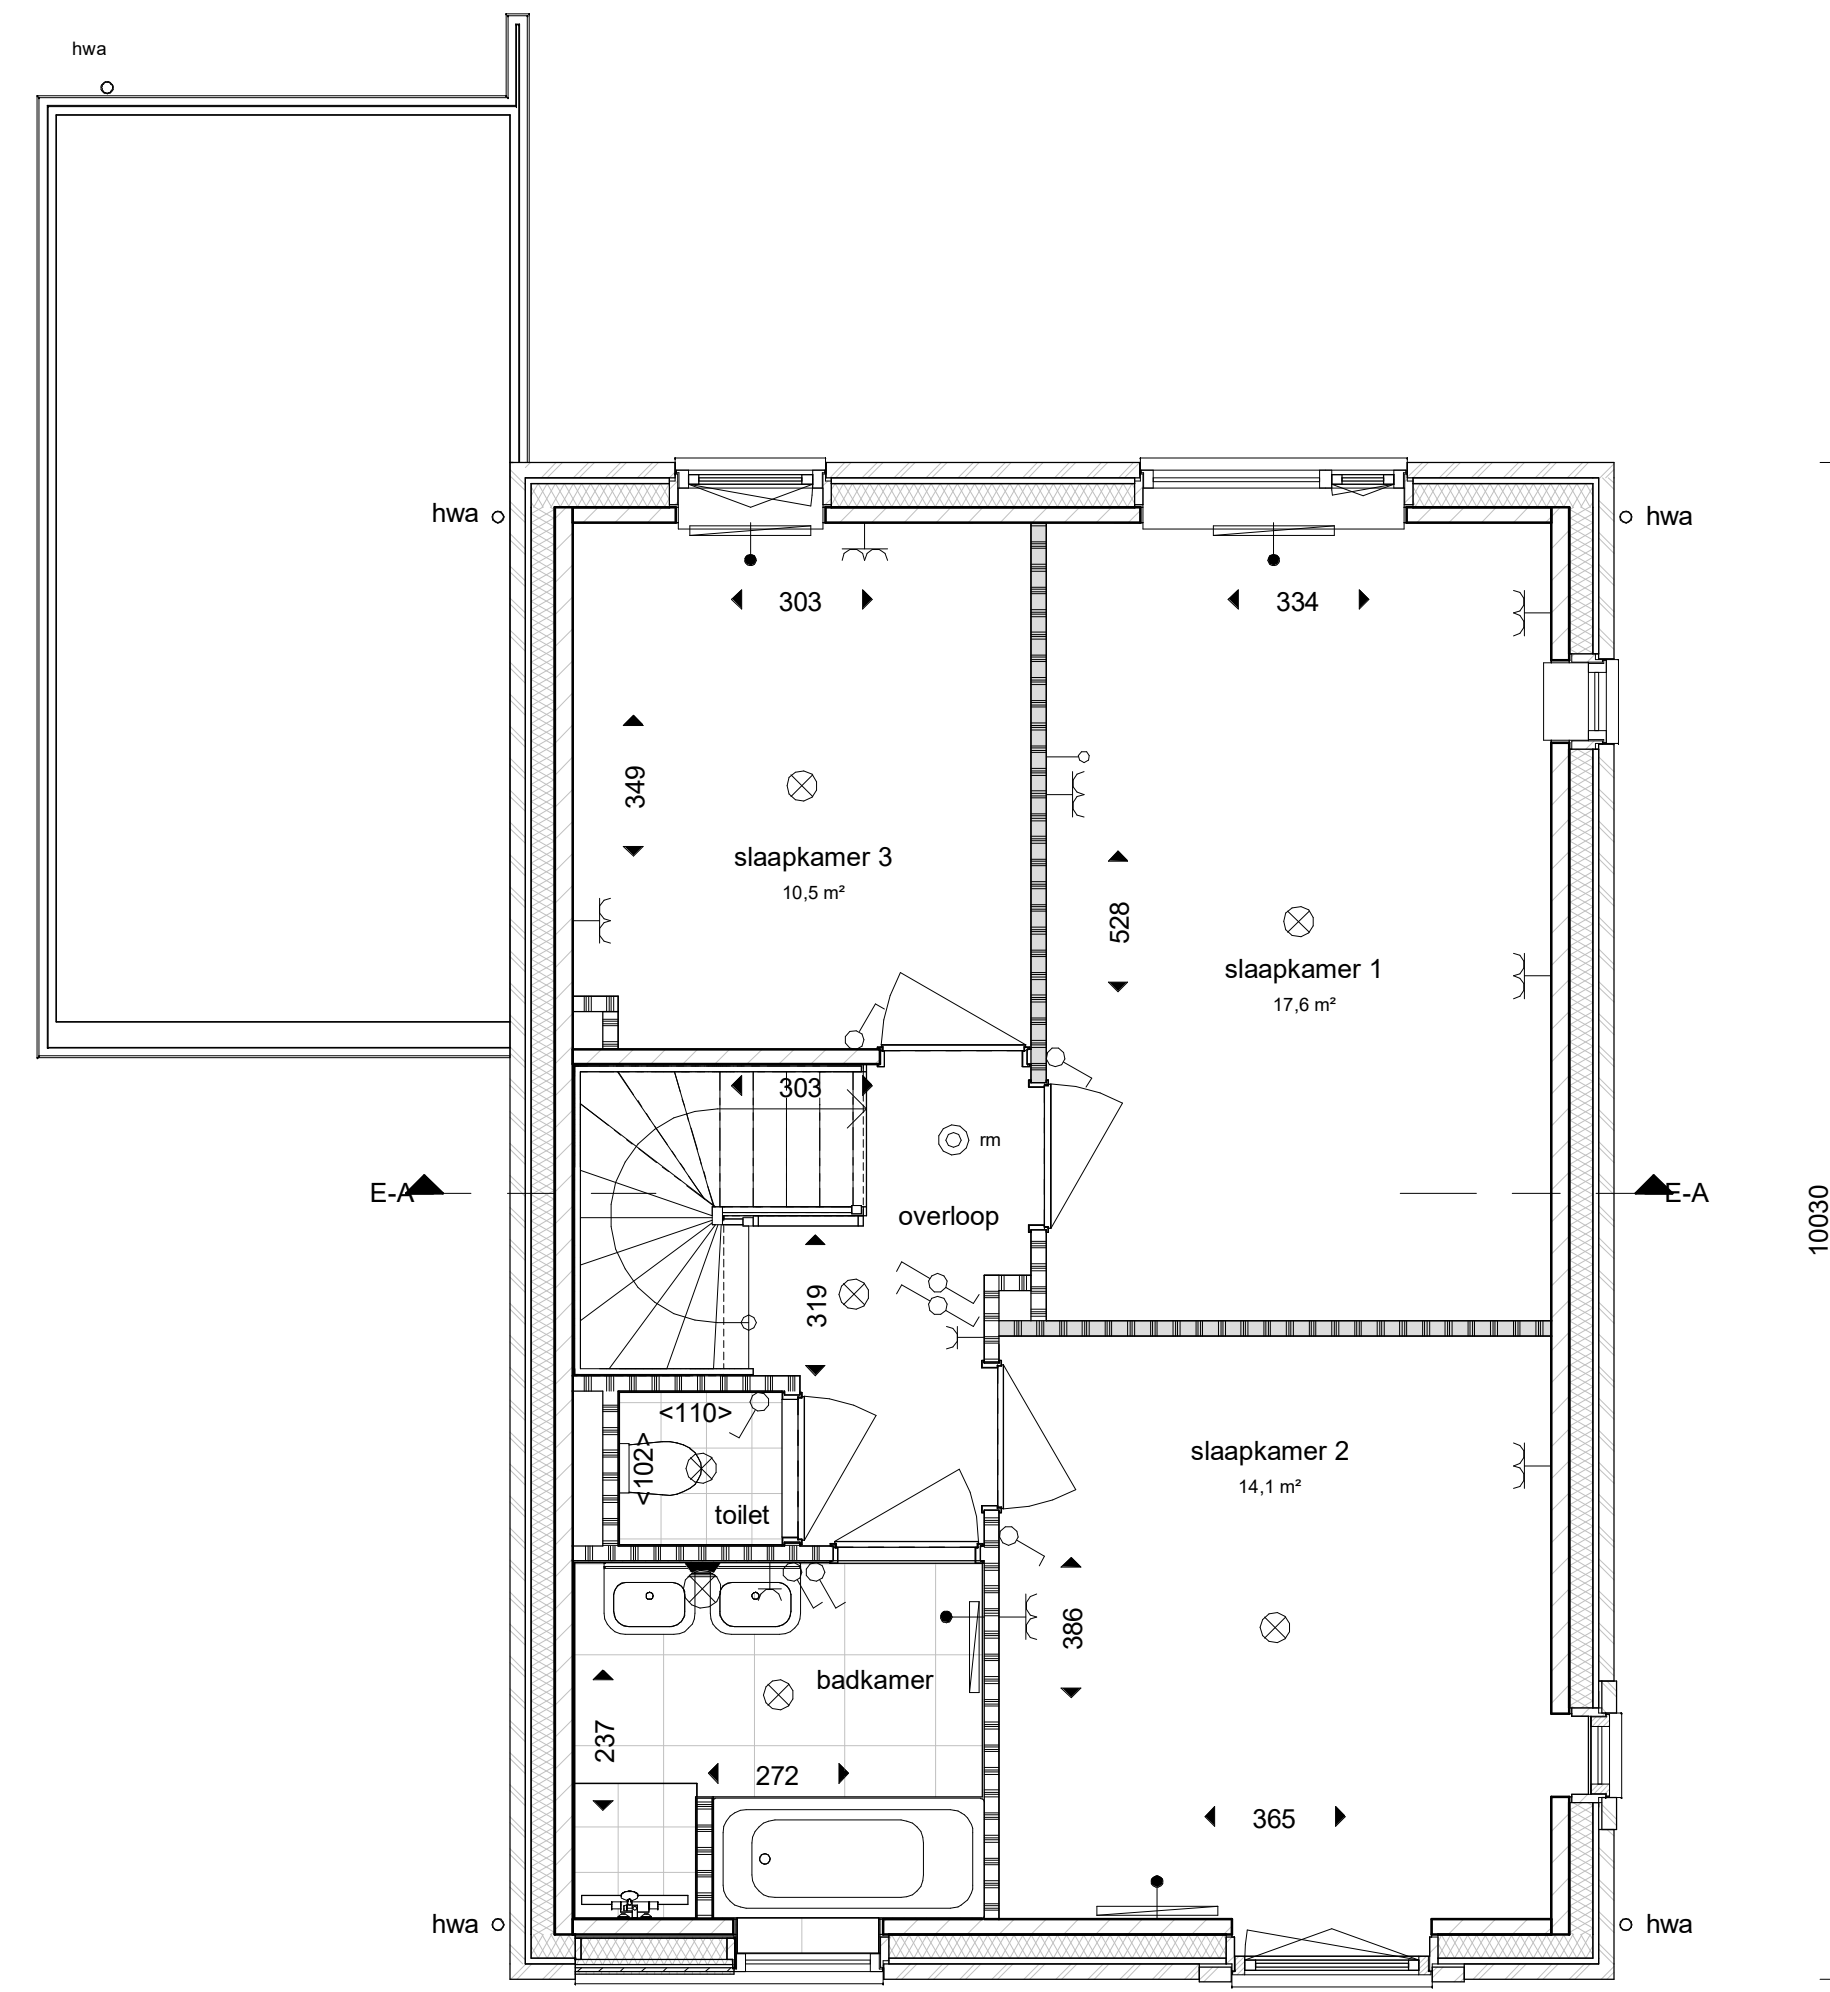 hwa
hwa
hwa
303
334
349
slaapkamer 3
10,5 m²
528
slaapkamer 1
17,6 m²
303
rm
E-A
E-A
overloop
10030
319
<110>
<102>
toilet
slaapkamer 2
14,1 m²
386
badkamer
237
272
365
hwa
hwa